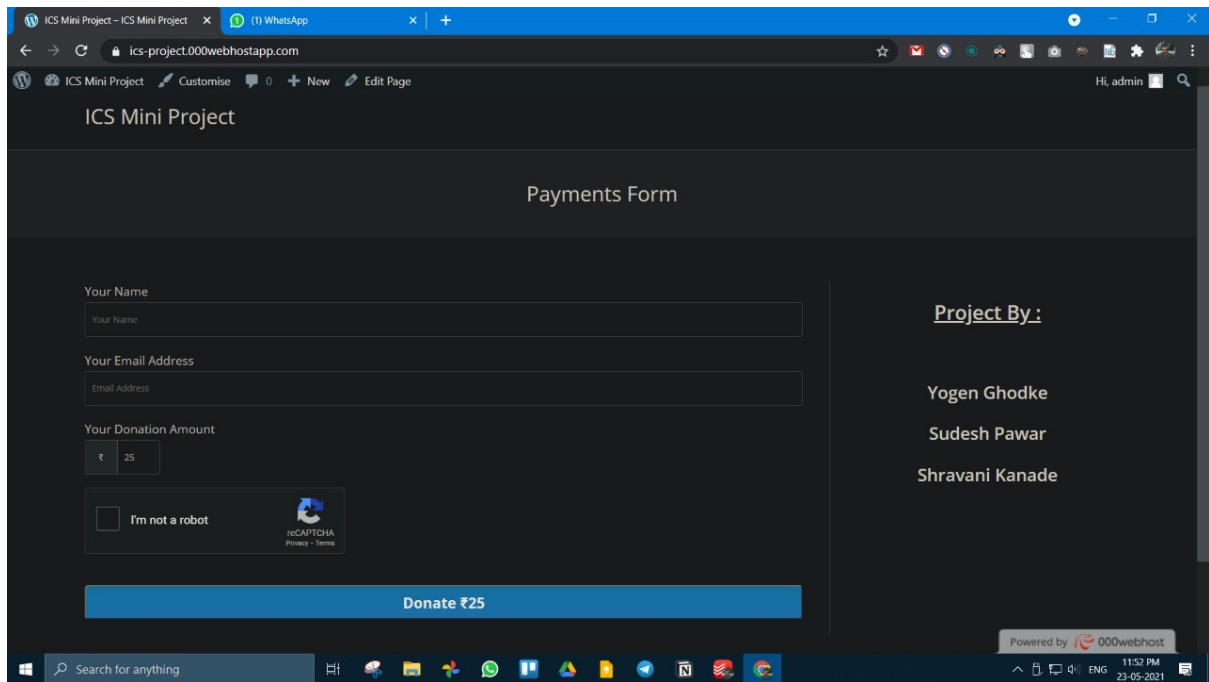 ICS Mini Project – ICS Mini Project
(1) WhatsApp
ics-project.000webhostapp.com
ICS Mini Project Customise 0 New Edit Page Hi, admin
ICS Mini Project
Payments Form
Your Name
Your Name
Your Email Address
Email Address
Your Donation Amount
₹ 25
I'm not a robot
reCAPTCHA
Privacy - Terms
Donate ₹25
Project By :
Yogen Ghodke
Sudesh Pawar
Shravani Kanade
Powered by 000webhost
Search for anything
ENG
11:52 PM
23-05-2021